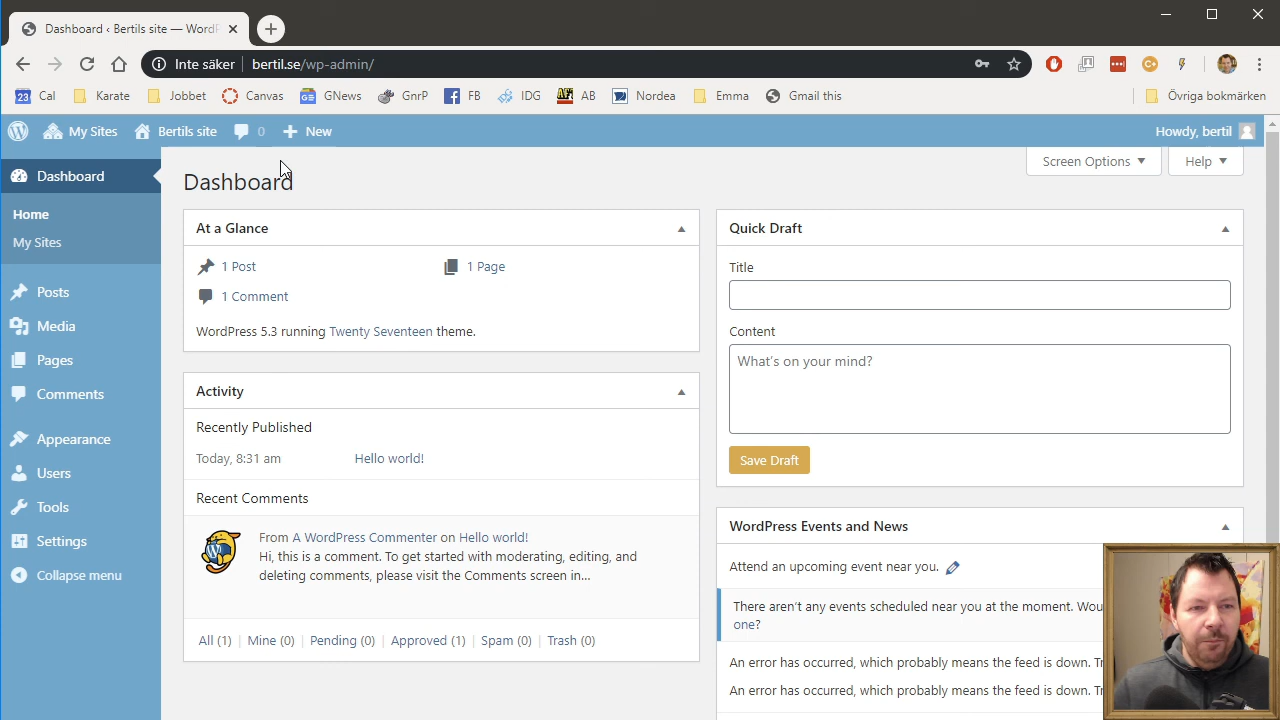 Dashboard ‹ Bertils site — WordP
Inte säker bertil.se/wp-admin/
23 Cal Karate Jobbet Canvas GNews GnrP FB IDG AB Nordea Emma Gmail this Övriga bokmärken
My Sites Bertils site 0 New Howdy, bertil
Screen Options Help
Dashboard
Home
My Sites
Posts
Media
Pages
Comments
Appearance
Users
Tools
Settings
Collapse menu
Dashboard
At a Glance
1 Post 1 Page
1 Comment
WordPress 5.3 running Twenty Seventeen theme.
Activity
Recently Published
Today, 8:31 am Hello world!
Recent Comments
From A WordPress Commenter on Hello world!
Hi, this is a comment. To get started with moderating, editing, and
deleting comments, please visit the Comments screen in…
All (1) | Mine (0) | Pending (0) | Approved (1) | Spam (0) | Trash (0)
Quick Draft
Title
Content
What's on your mind?
Save Draft
WordPress Events and News
Attend an upcoming event near you.
There aren't any events scheduled near you at the moment. Wou
one?
An error has occurred, which probably means the feed is down. Tr
An error has occurred, which probably means the feed is down. Tr